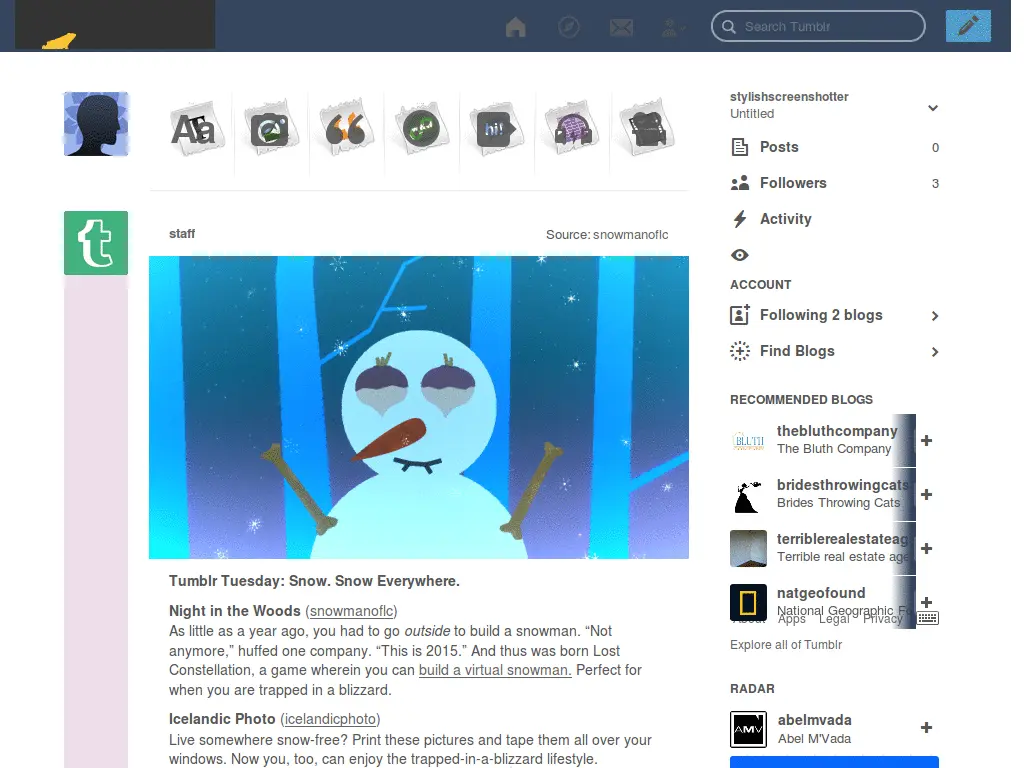 Search Tumblr
Aa
hi!
stylishscreenshotter
Untitled
Posts 0
Followers 3
Activity
ACCOUNT
Following 2 blogs
Find Blogs
RECOMMENDED BLOGS
BLUTH
thebluthcompany
The Bluth Company
bridesthrowingcats
Brides Throwing Cats
terriblerealestateag
Terrible real estate age
natgeofound
National Geographic Fo
About Apps Legal Privacy
Explore all of Tumblr
RADAR
AMV
abelmvada
Abel M'Vada
t
staff
Source: snowmanoflc
Tumblr Tuesday: Snow. Snow Everywhere.
Night in the Woods (snowmanoflc)
As little as a year ago, you had to go outside to build a snowman. “Not
anymore,” huffed one company. “This is 2015.” And thus was born Lost
Constellation, a game wherein you can build a virtual snowman. Perfect for
when you are trapped in a blizzard.
Icelandic Photo (icelandicphoto)
Live somewhere snow-free? Print these pictures and tape them all over your
windows. Now you, too, can enjoy the trapped-in-a-blizzard lifestyle.